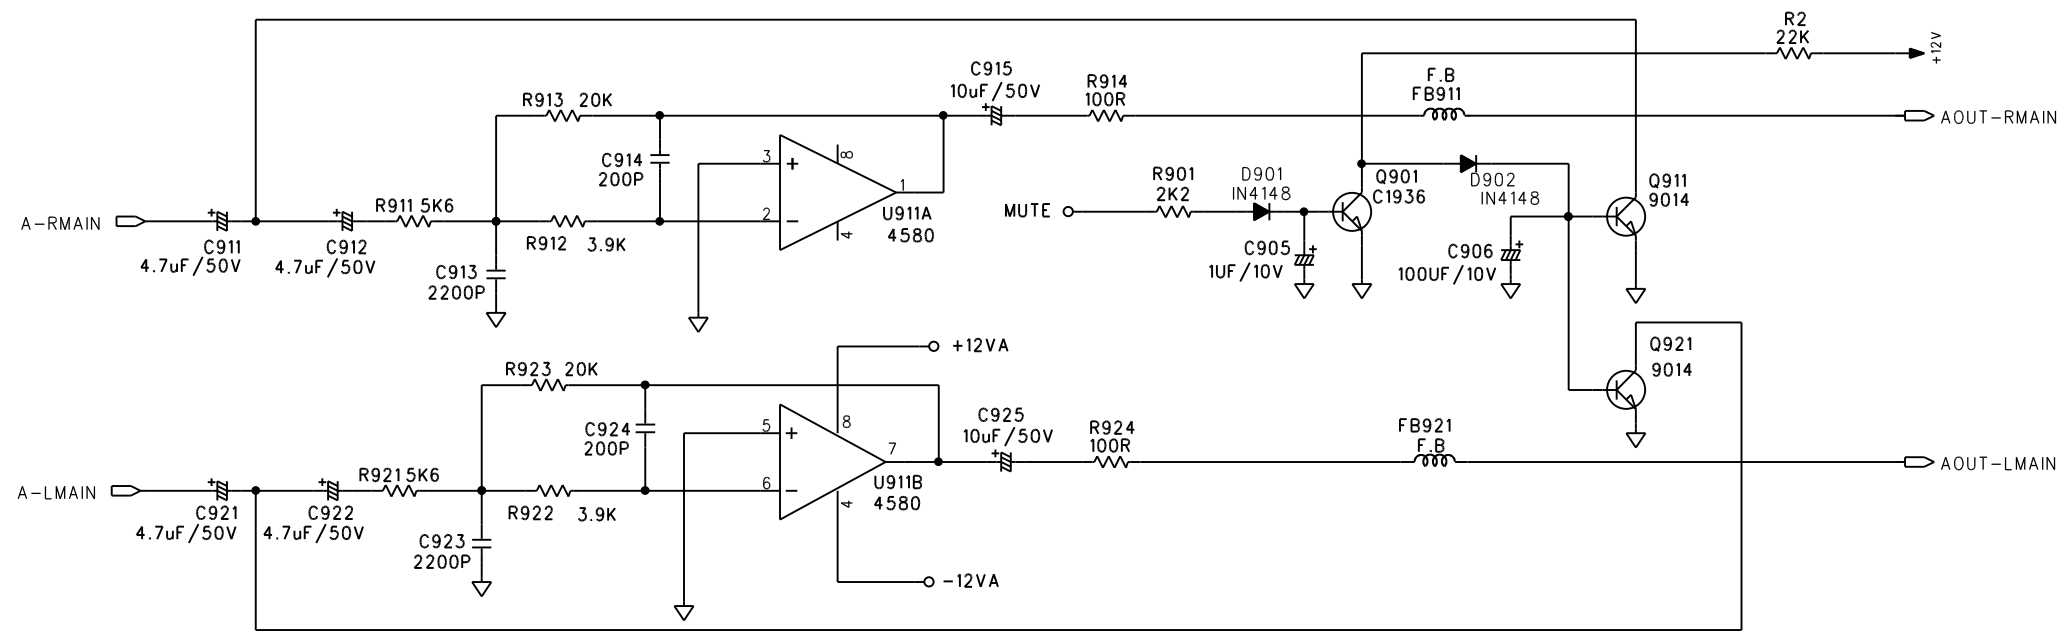 R2
22K
+12V
C915
10uF/50V
R914
100R
F.B
FB911
AOUT-RMAIN
R913 20K
C914
200P
3
8
1
2
4
U911A
4580
A-RMAIN
C911
4.7uF/50V
C912
4.7uF/50V
R911 5K6
R912 3.9K
C913
2200P
MUTE
R901
2K2
D901
IN4148
Q901
C1936
D902
IN4148
Q911
9014
C905
1UF/10V
C906
100UF/10V
Q921
9014
+12VA
R923 20K
C924
200P
5
8
7
6
4
U911B
4580
C925
10uF/50V
R924
100R
FB921
F.B
AOUT-LMAIN
A-LMAIN
C921
4.7uF/50V
C922
4.7uF/50V
R921 5K6
R922 3.9K
C923
2200P
-12VA